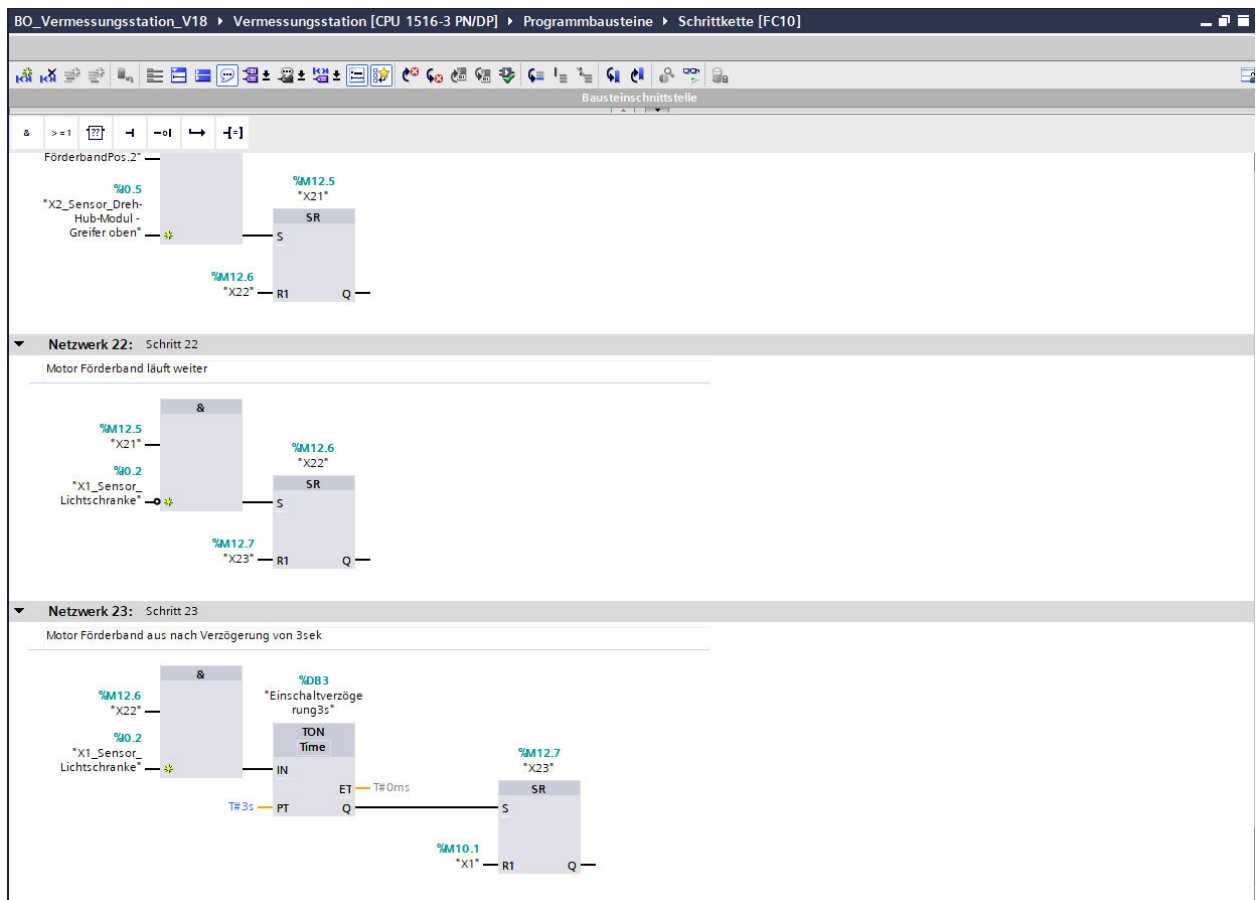 BO_Vermessungsstation_V18 ▸ Vermessungsstation [CPU 1516-3 PN/DP] ▸ Programmbausteine ▸ Schrittkette [FC10]
Bausteinschnittstelle
& >=1 ??
FörderbandPos.2"
%I0.5
"X2_Sensor_Dreh-
Hub-Modul -
Greifer oben"
%M12.5
"X21"
SR
S
%M12.6
"X22"
R1 Q
Netzwerk 22: Schritt 22
Motor Förderband läuft weiter
&
%M12.5
"X21"
%I0.2
"X1_Sensor_
Lichtschranke"
%M12.6
"X22"
SR
S
%M12.7
"X23"
R1 Q
Netzwerk 23: Schritt 23
Motor Förderband aus nach Verzögerung von 3sek
&
%M12.6
"X22"
%I0.2
"X1_Sensor_
Lichtschranke"
%DB3
"Einschaltverzöge
rung3s"
TON
Time
IN
ET T#0ms
T#3s PT Q
%M12.7
"X23"
SR
S
%M10.1
"X1"
R1 Q